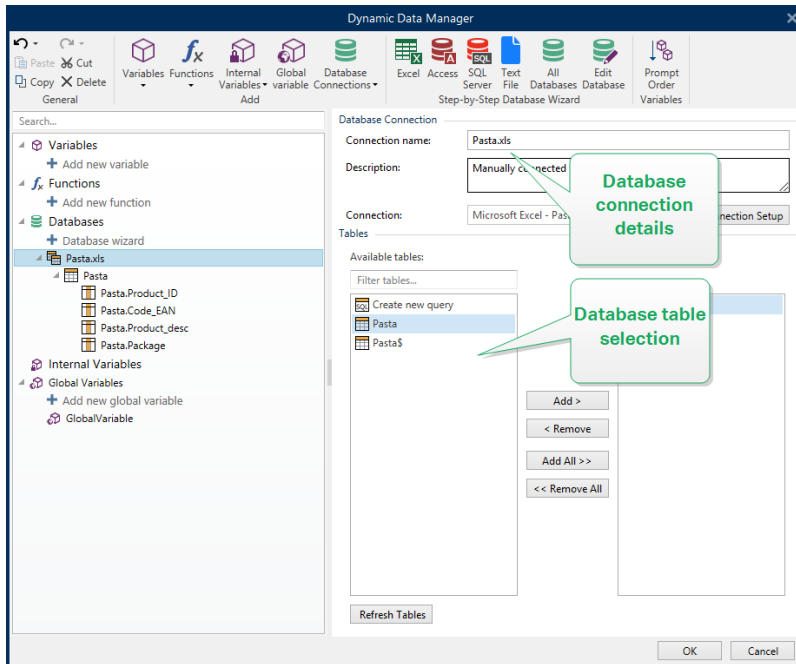 Dynamic Data Manager
Paste Cut
Copy Delete
General
Variables Functions Internal Variables Global variable Database Connections
Add
Excel Access SQL Server Text File All Databases Edit Database
Step-by-Step Database Wizard
Prompt Order
Variables
Search...
Variables
Add new variable
fx Functions
Add new function
Databases
Database wizard
Pasta.xls
Pasta
Pasta.Product_ID
Pasta.Code_EAN
Pasta.Product_desc
Pasta.Package
Internal Variables
Global Variables
Add new global variable
GlobalVariable
Database Connection
Connection name: Pasta.xls
Description: Manually connected
Connection: Microsoft Excel - Pas
Setup
Database
connection
details
Tables
Available tables:
Filter tables...
SQL Create new query
Pasta
Pasta$
Database table
selection
Add >
< Remove
Add All >>
<< Remove All
Refresh Tables
OK Cancel